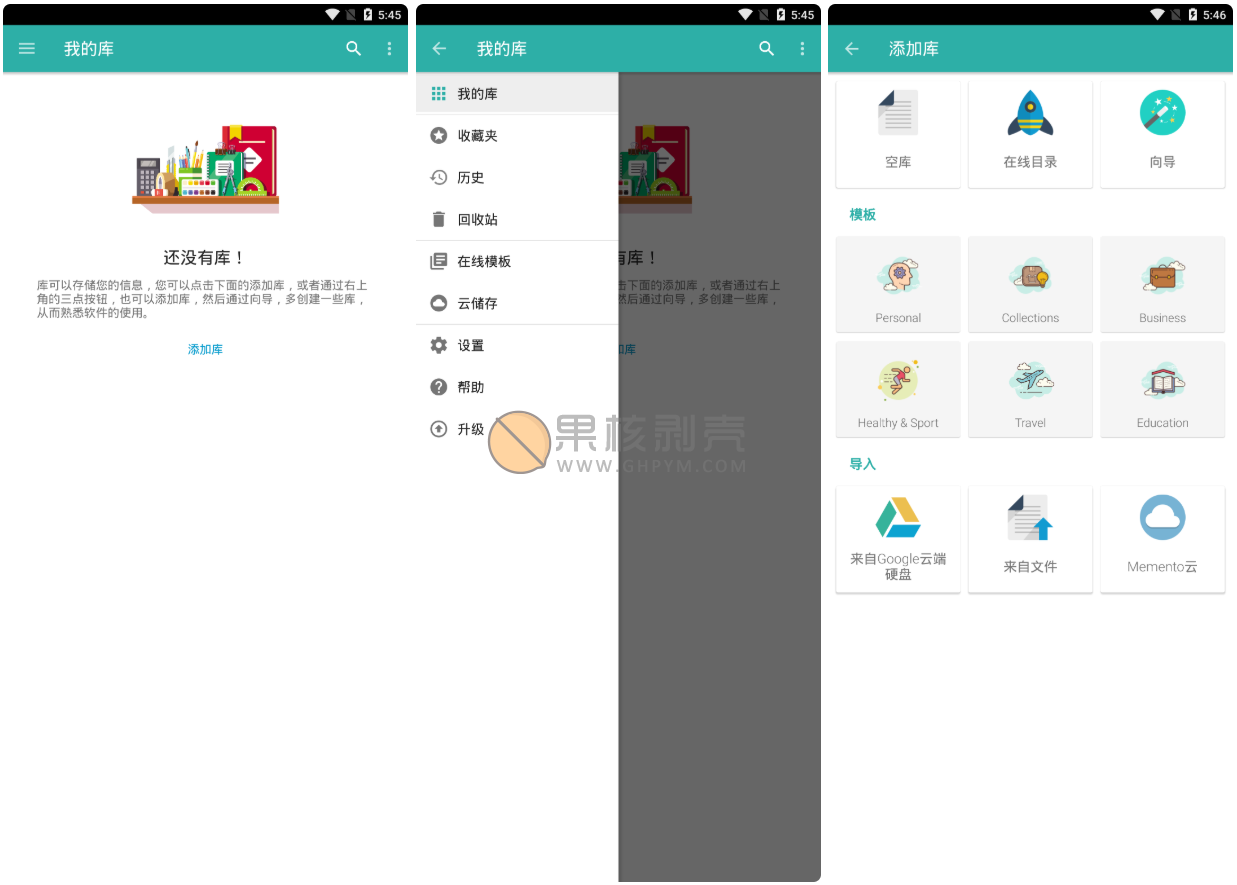 5:45
我的库
还没有库！
库可以存储您的信息，您可以点击下面的添加库，或者通过右上
角的三点按钮，也可以添加库，然后通过向导，多创建一些库，
从而熟悉软件的使用。
添加库
5:45
我的库
我的库
收藏夹
历史
回收站
在线模板
云储存
设置
帮助
升级
有库！
击下面的添加库，或者通过右上
然后通过向导，多创建一些库，
加库
果核剥壳
WWW.GHPYM.COM
5:46
添加库
空库
在线目录
向导
模板
Personal
Collections
Business
Healthy & Sport
Travel
Education
导入
来自Google云端
硬盘
来自文件
Memento云